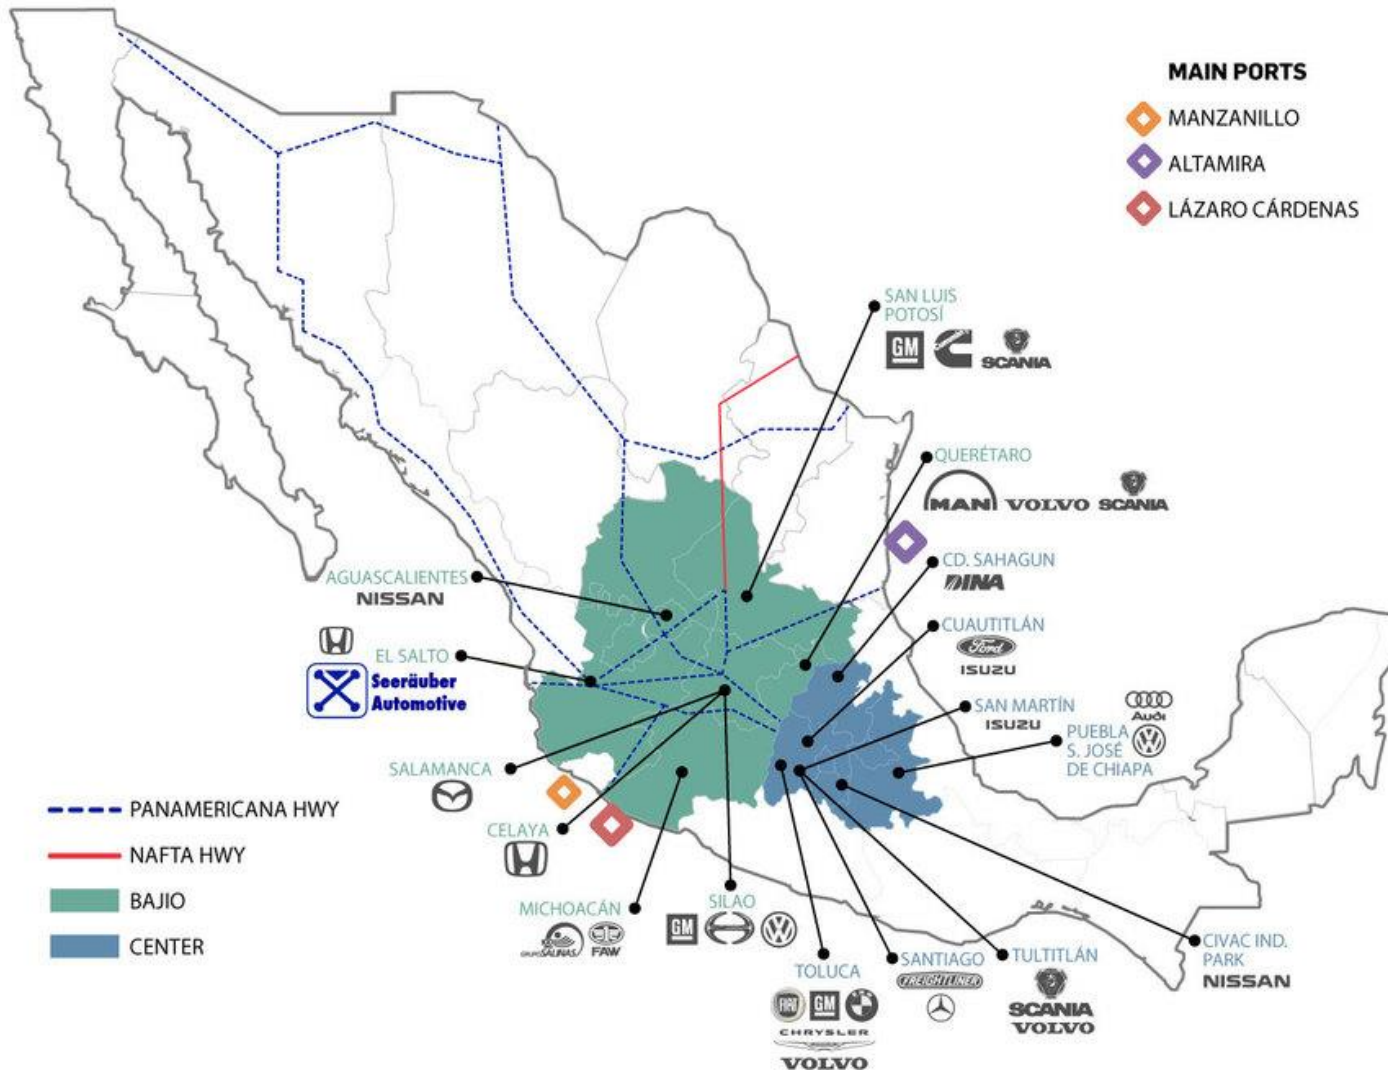 MAIN PORTS
MANZANILLO
ALTAMIRA
LÁZARO CÁRDENAS
SAN LUIS
POTOSÍ
GM
SCANIA
QUERÉTARO
MAN VOLVO SCANIA
CD. SAHAGUN
DINA
CUAUTITLÁN
Ford
ISUZU
SAN MARTÍN
ISUZU
Audi
PUEBLA
S. JOSÉ
DE CHIAPA
AGUASCALIENTES
NISSAN
EL SALTO
Seeräuber
Automotive
SALAMANCA
CELAYA
MICHOACÁN
GRUPO SALINAS
FAW
SILAO
GM
TOLUCA
FIAT
GM
CHRYSLER
VOLVO
SANTIAGO
FREIGHTLINER
TULTITLÁN
SCANIA
VOLVO
CIVAC IND.
PARK
NISSAN
PANAMERICANA HWY
NAFTA HWY
BAJIO
CENTER